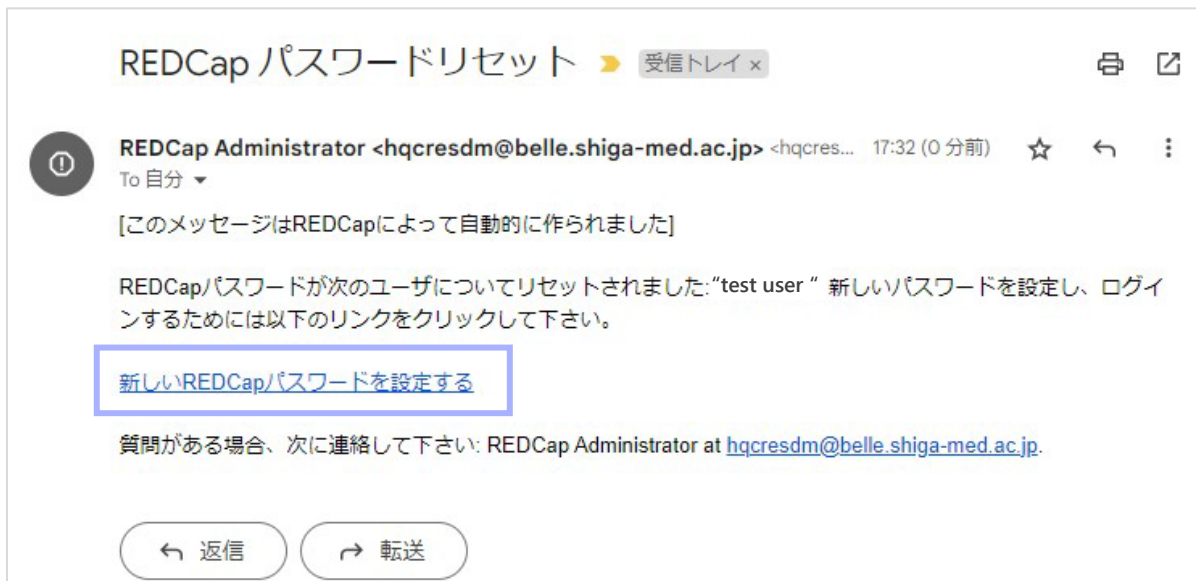 REDCap パスワードリセット 受信トレイ ×
REDCap Administrator <hqcresdm@belle.shiga-med.ac.jp> <hqcres... 17:32 (0 分前)
To 自分
[このメッセージはREDCapによって自動的に作られました]
REDCapパスワードが次のユーザについてリセットされました:“test user “ 新しいパスワードを設定し、ログイ
ンするためには以下のリンクをクリックして下さい。
新しいREDCapパスワードを設定する
質問がある場合、次に連絡して下さい: REDCap Administrator at hqcresdm@belle.shiga-med.ac.jp.
返信 転送